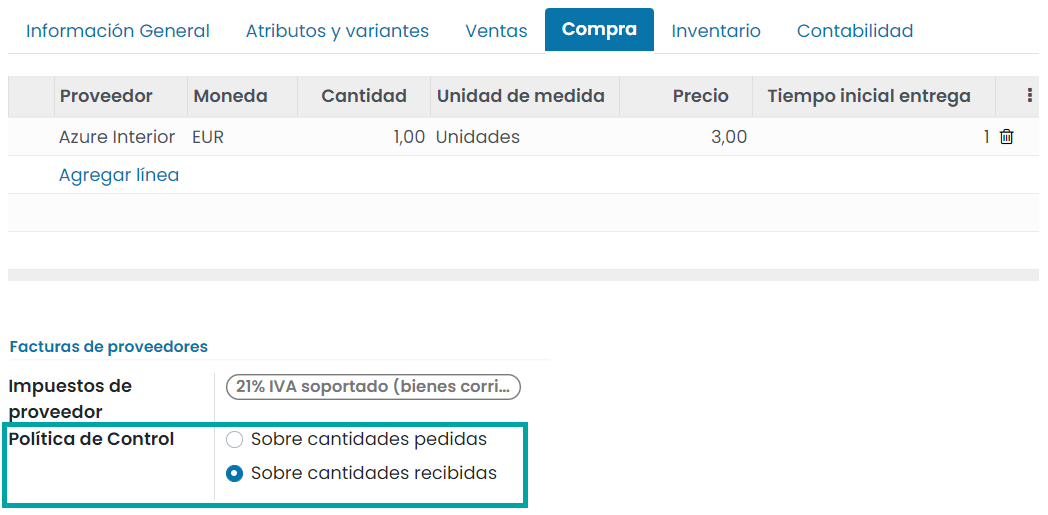 Información General Atributos y variantes Ventas Compra Inventario Contabilidad
Proveedor Moneda Cantidad Unidad de medida Precio Tiempo inicial entrega
Azure Interior EUR 1,00 Unidades 3,00 1
Agregar línea
Facturas de proveedores
Impuestos de proveedor 21% IVA soportado (bienes corri...
Política de Control Sobre cantidades pedidas
Sobre cantidades recibidas